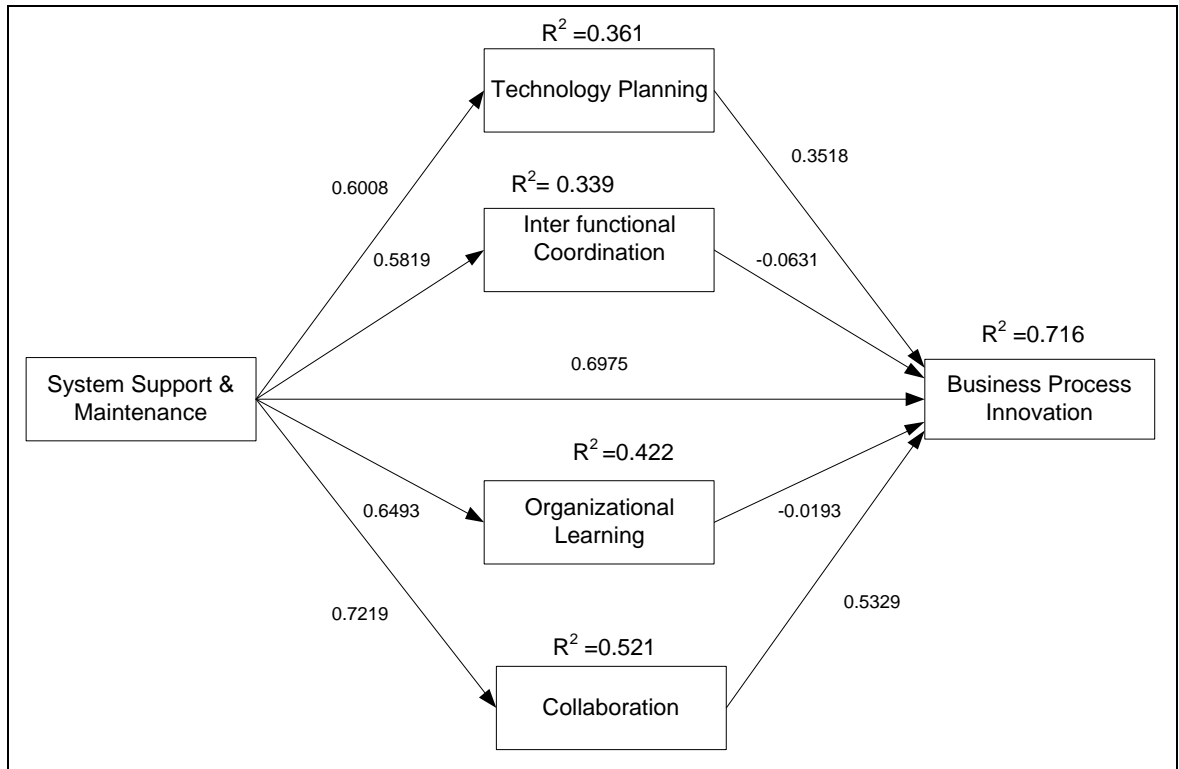 R² =0.361
Technology Planning
0.3518
0.6008
R²= 0.339
Inter functional
Coordination
0.5819
-0.0631
R² =0.716
0.6975
System Support &
Maintenance
Business Process
Innovation
R² =0.422
Organizational
Learning
0.6493
-0.0193
0.7219
0.5329
R² =0.521
Collaboration